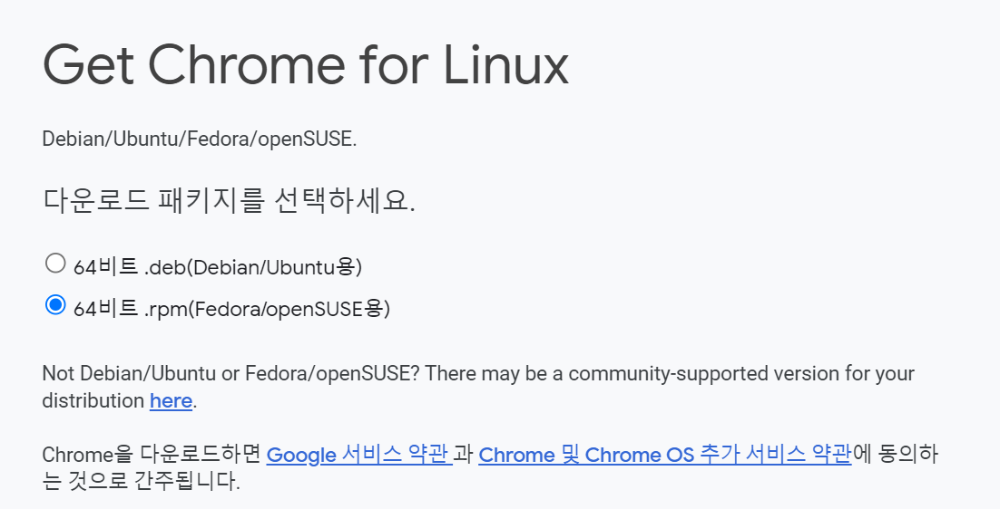 Get Chrome for Linux
Debian/Ubuntu/Fedora/openSUSE.
다운로드 패키지를 선택하세요.
64비트 .deb(Debian/Ubuntu용)
64비트 .rpm(Fedora/openSUSE용)
Not Debian/Ubuntu or Fedora/openSUSE? There may be a community-supported version for your
distribution here.
Chrome을 다운로드하면 Google 서비스 약관 과 Chrome 및 Chrome OS 추가 서비스 약관에 동의하
는 것으로 간주됩니다.